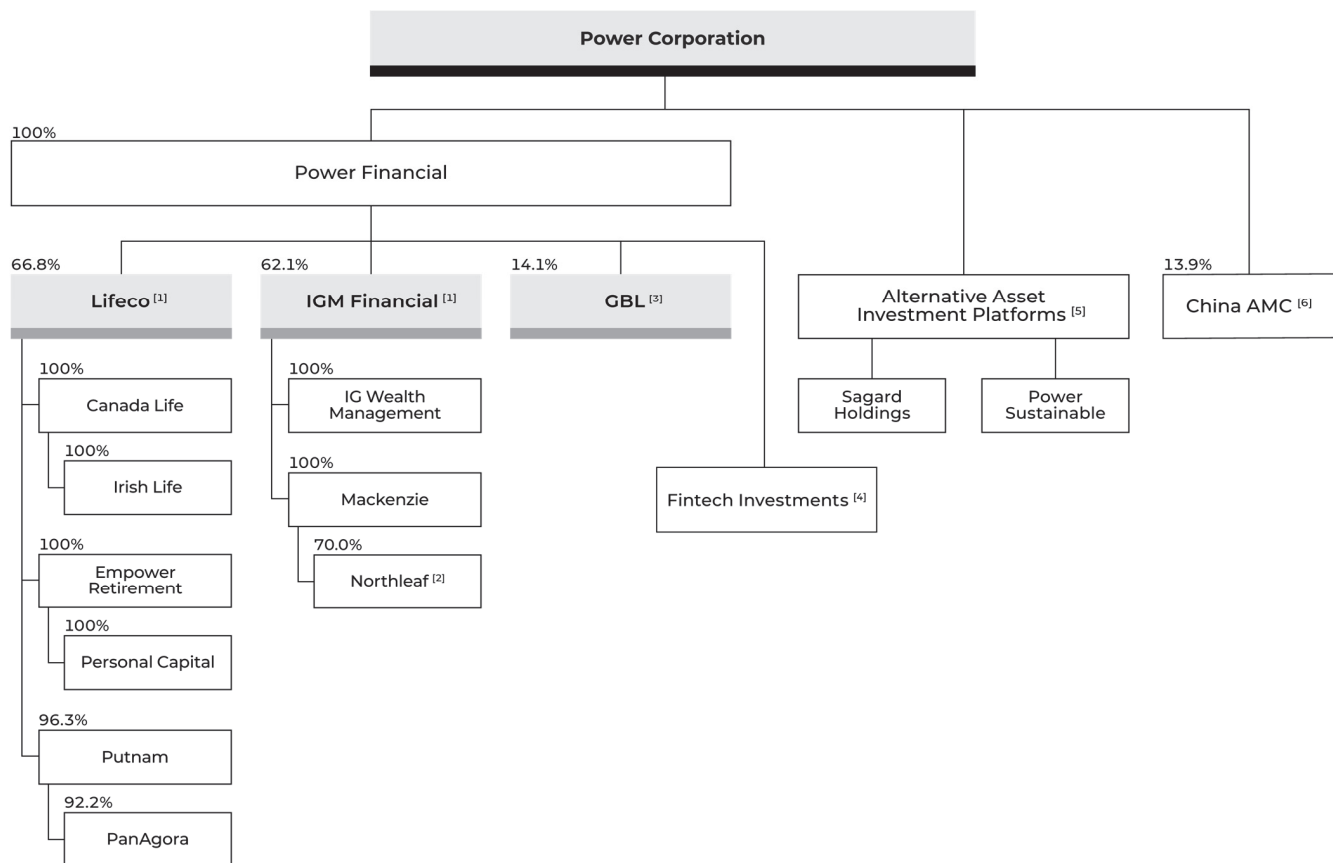 Power Corporation
100%
Power Financial
66.8%
Lifeco [1]
62.1%
IGM Financial [1]
14.1%
GBL [3]
Alternative Asset
Investment Platforms [5]
13.9%
China AMC [6]
100%
Canada Life
100%
Irish Life
100%
Empower
Retirement
100%
Personal Capital
96.3%
Putnam
92.2%
PanAgora
100%
IG Wealth
Management
100%
Mackenzie
70.0%
Northleaf [2]
Fintech Investments [4]
Sagard
Holdings
Power
Sustainable